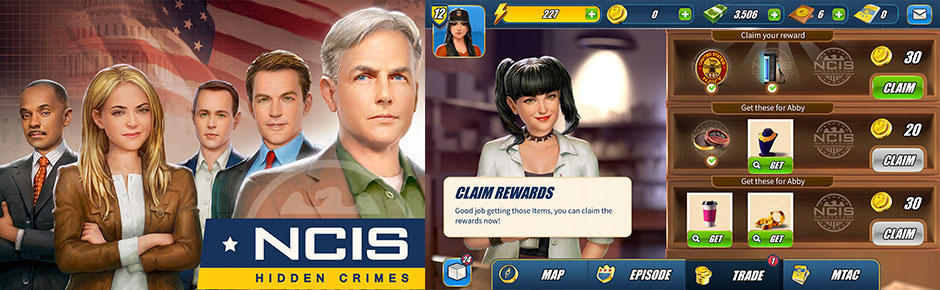 NCIS
HIDDEN CRIMES
12
227
0
3,506
6
0
Claim your reward
30
CLAIM
Get these for Abby
GET
20
CLAIM
Get these for Abby
GET
GET
30
CLAIM
CLAIM REWARDS
Good job getting those Items, you can claim the
rewards now!
24
MAP
EPISODE
TRADE
1
MTAC